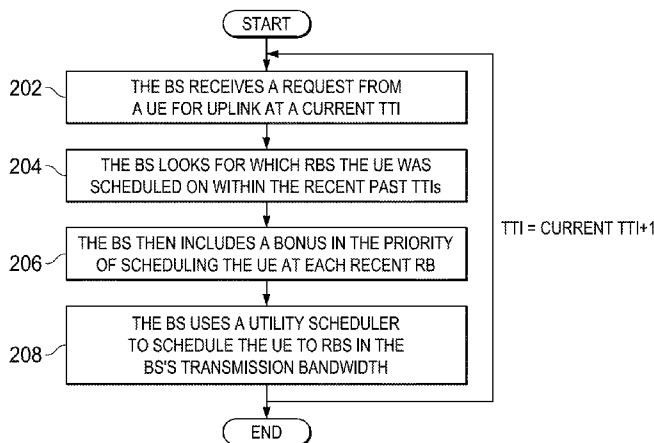 START
202
THE BS RECEIVES A REQUEST FROM
A UE FOR UPLINK AT A CURRENT TTI
204
THE BS LOOKS FOR WHICH RBS THE UE WAS
SCHEDULED ON WITHIN THE RECENT PAST TTIs
TTI = CURRENT TTI+1
206
THE BS THEN INCLUDES A BONUS IN THE PRIORITY
OF SCHEDULING THE UE AT EACH RECENT RB
208
THE BS USES A UTILITY SCHEDULER
TO SCHEDULE THE UE TO RBS IN THE
BS'S TRANSMISSION BANDWIDTH
END